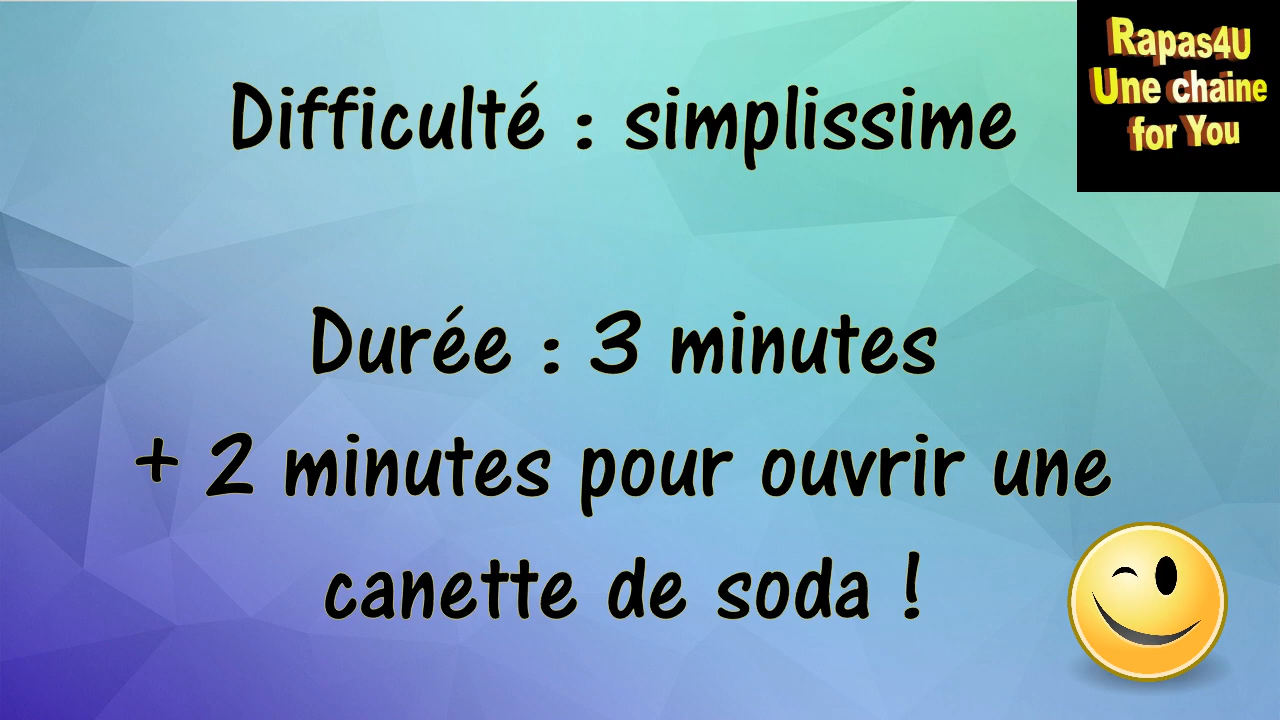 Rapas4U
Une chaine
for You
Difficulté : simplissime
Durée : 3 minutes
+ 2 minutes pour ouvrir une
canette de soda !